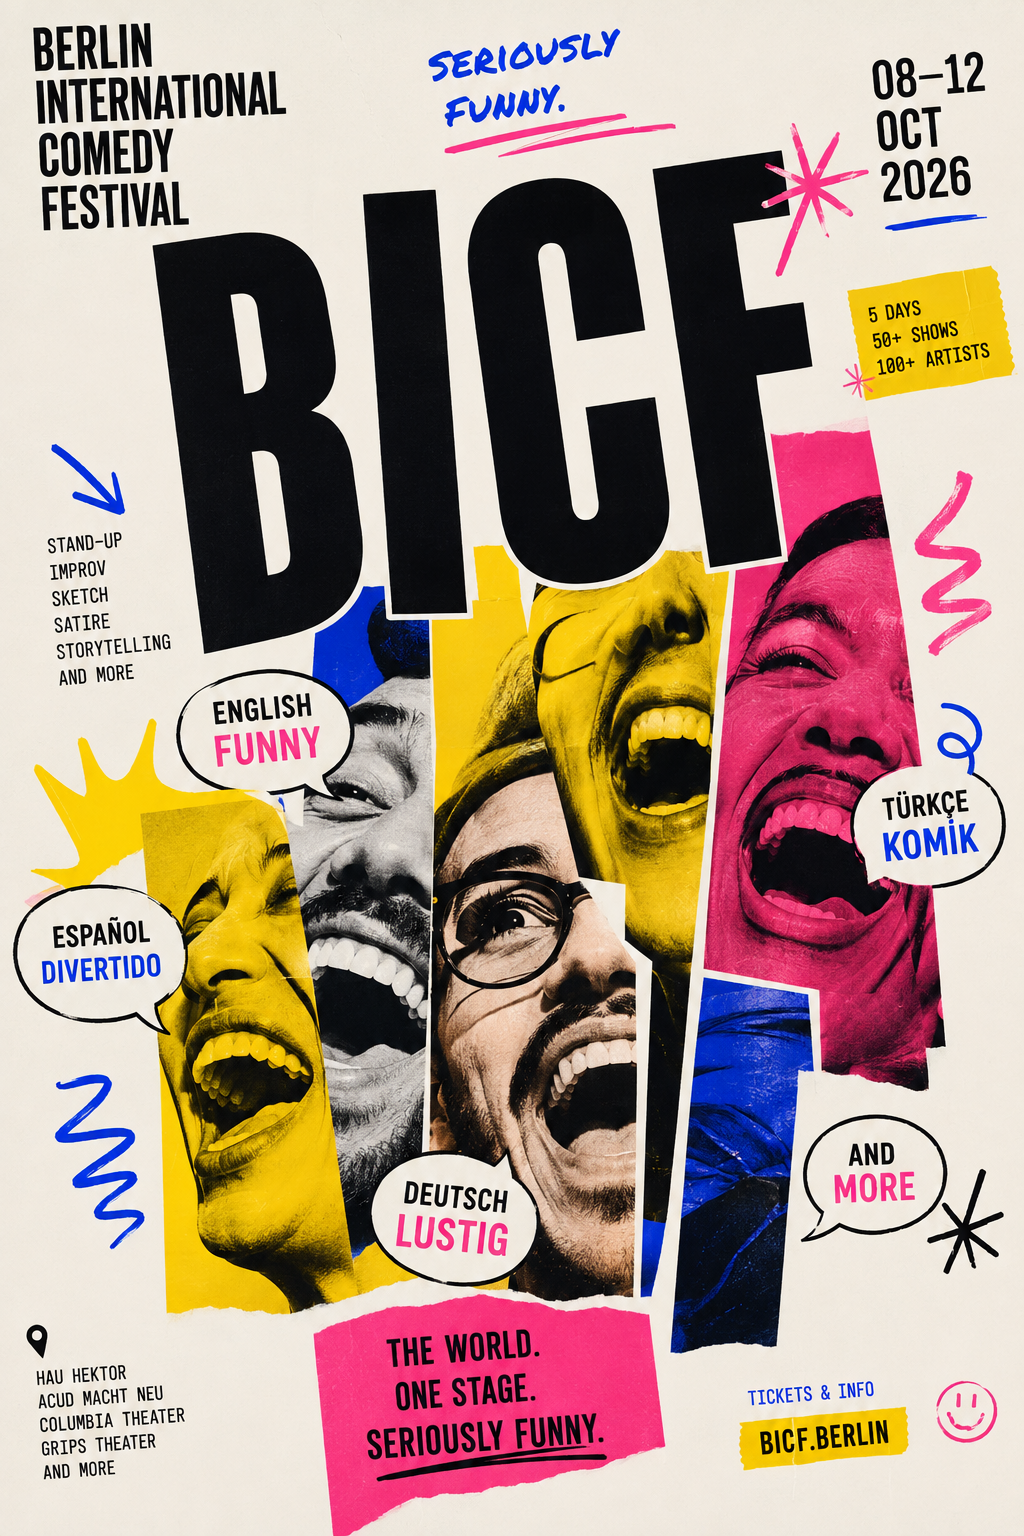 BERLIN
INTERNATIONAL
COMEDY
FESTIVAL
SERIOUSLY
FUNNY.
08–12
OCT
2026
BICF
5 DAYS
50+ SHOWS
100+ ARTISTS
STAND-UP
IMPROV
SKETCH
SATIRE
STORYTELLING
AND MORE
ENGLISH
FUNNY
TÜRKÇE
KOMİK
ESPAÑOL
DIVERTIDO
DEUTSCH
LUSTIG
AND
MORE
THE WORLD.
ONE STAGE.
SERIOUSLY FUNNY.
HAU HEKTOR
ACUD MACHT NEU
COLUMBIA THEATER
GRIPS THEATER
AND MORE
TICKETS & INFO
BICF.BERLIN